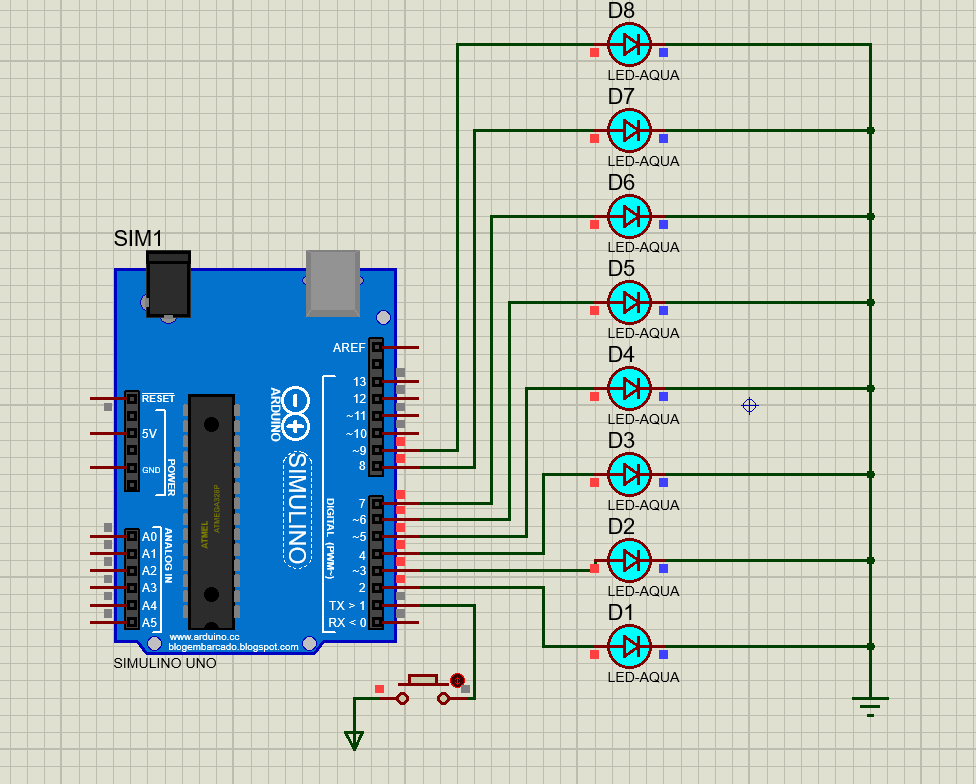 D8
LED-AQUA
D7
LED-AQUA
D6
LED-AQUA
D5
LED-AQUA
D4
LED-AQUA
D3
LED-AQUA
D2
LED-AQUA
D1
LED-AQUA
SIM1
AREF
13
12
~11
~10
~9
8
7
~6
~5
4
~3
2
TX > 1
RX < 0
DIGITAL (PWM~)
ARDUINO
SIMULINO
RESET
5V
GND
POWER
A0
A1
A2
A3
A4
A5
ANALOG IN
ATMEL
ATMEGA328P
www.arduino.cc
blogembarcado.blogspot.com
SIMULINO UNO